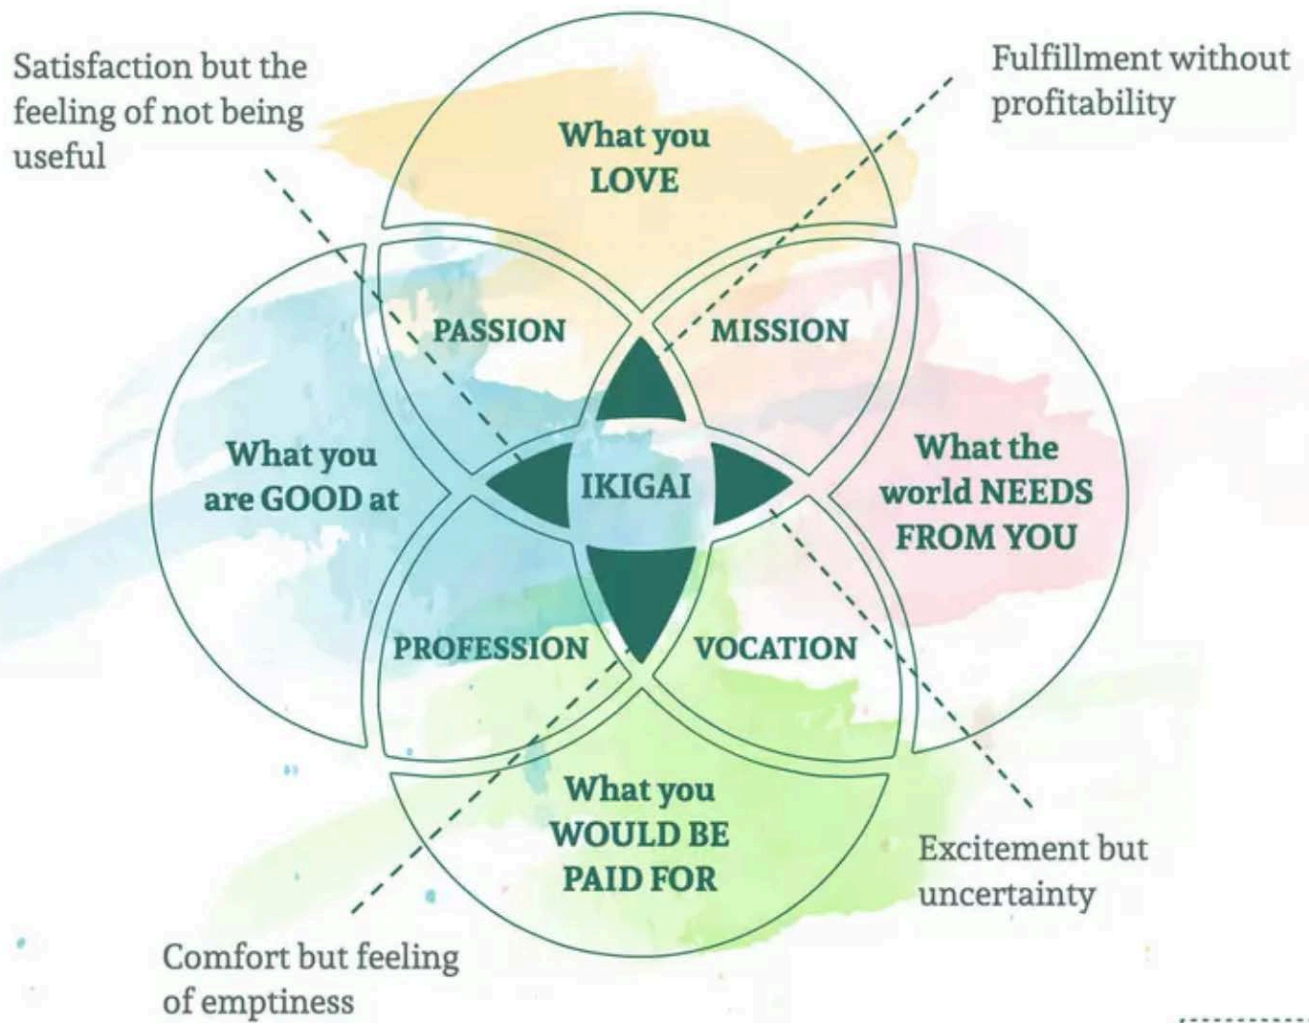 Satisfaction but the
feeling of not being
useful
Fulfillment without
profitability
What you
LOVE
PASSION
MISSION
What you
are GOOD at
IKIGAI
What the
world NEEDS
FROM YOU
PROFESSION
VOCATION
What you
WOULD BE
PAID FOR
Excitement but
uncertainty
Comfort but feeling
of emptiness